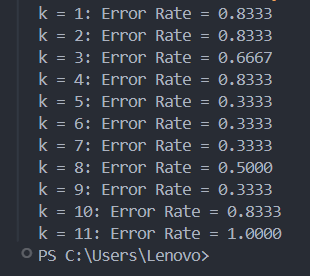 k = 1: Error Rate = 0.8333
k = 2: Error Rate = 0.8333
k = 3: Error Rate = 0.6667
k = 4: Error Rate = 0.8333
k = 5: Error Rate = 0.3333
k = 6: Error Rate = 0.3333
k = 7: Error Rate = 0.3333
k = 8: Error Rate = 0.5000
k = 9: Error Rate = 0.3333
k = 10: Error Rate = 0.8333
k = 11: Error Rate = 1.0000
PS C:\Users\Lenovo>